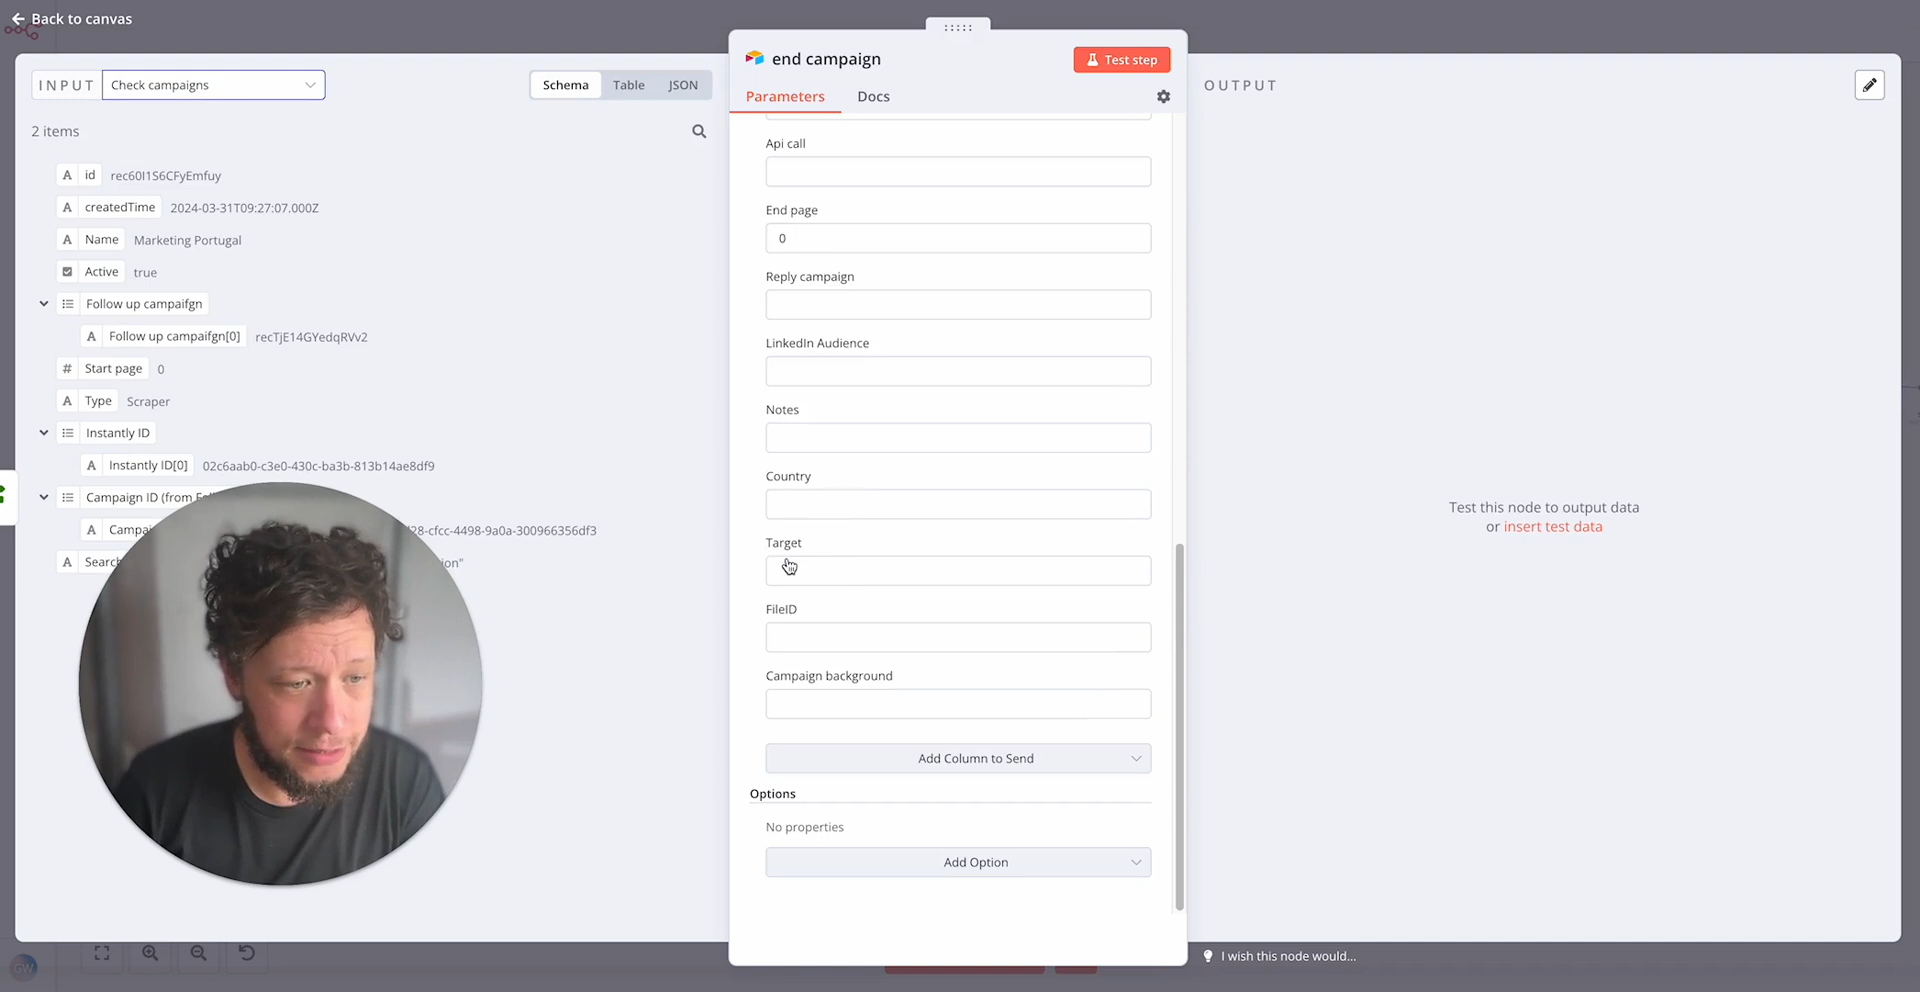 Back to canvas
INPUT Check campaigns
Schema Table JSON
2 items
A id rec60I1S6CFyEmfuy
A createdTime 2024-03-31T09:27:07.000Z
A Name Marketing Portugal
Active true
Follow up campaifgn
A Follow up campaifgn[0] recTjE14GYedqRVv2
# Start page 0
A Type Scraper
Instantly ID
A Instantly ID[0] 02c6aab0-c3e0-430c-ba3b-813b14ae8df9
Campaign ID (from
A 28-cfcc-4498-9a0a-300966356df3
A Search ion"
end campaign
Test step
Parameters Docs
Api call
End page
0
Reply campaign
LinkedIn Audience
Notes
Country
Target
FileID
Campaign background
Add Column to Send
Options
No properties
Add Option
OUTPUT
Test this node to output data
or insert test data
I wish this node would...
GW